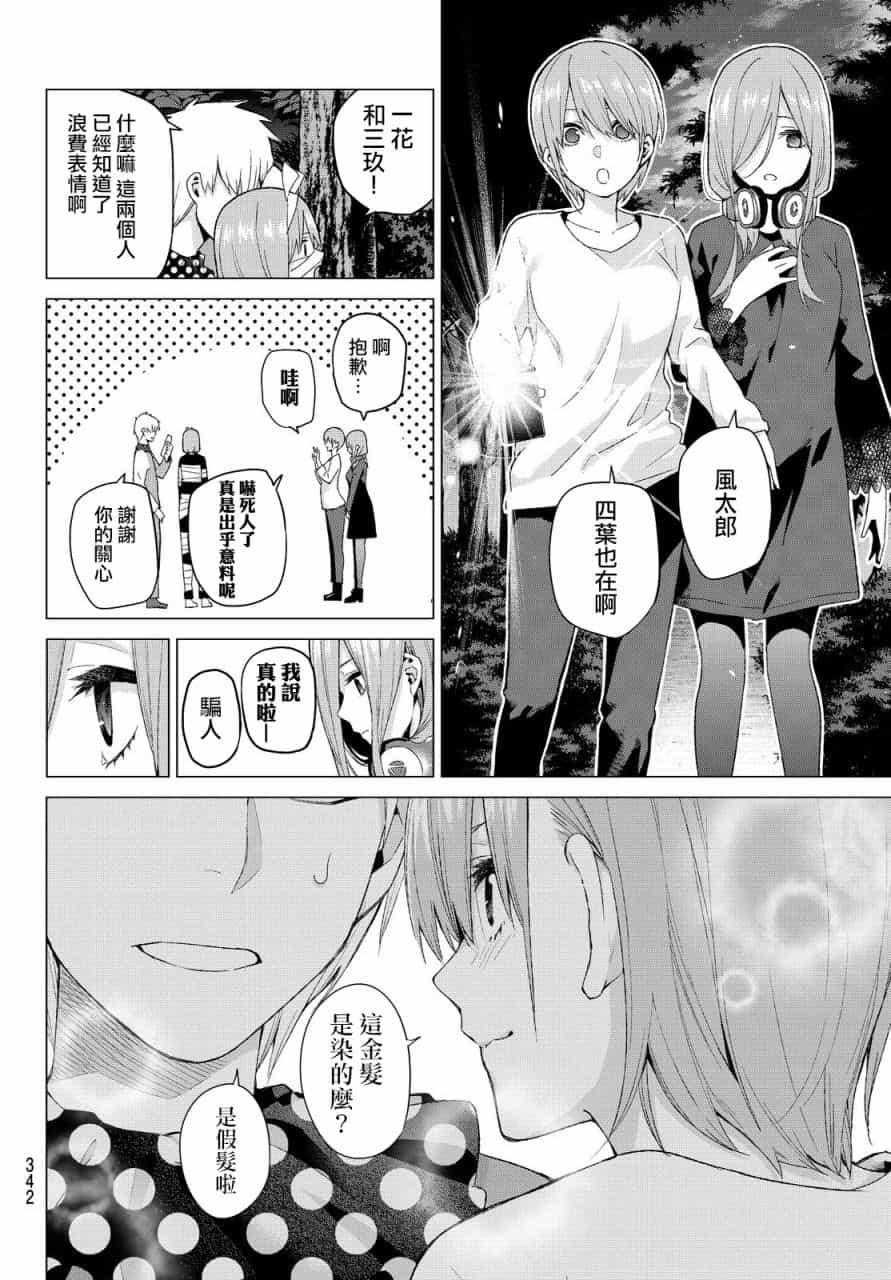 風太郎
四葉也在啊
一花
和三玖！
什麼嘛 這兩個人
已經知道了
浪費表情啊
啊
抱歉…
哇啊
嚇死人了
真是出乎意料呢
謝謝
你的關心
我說
真的啦—
騙人
這金髮
是染的麼？
是假髮啦
342